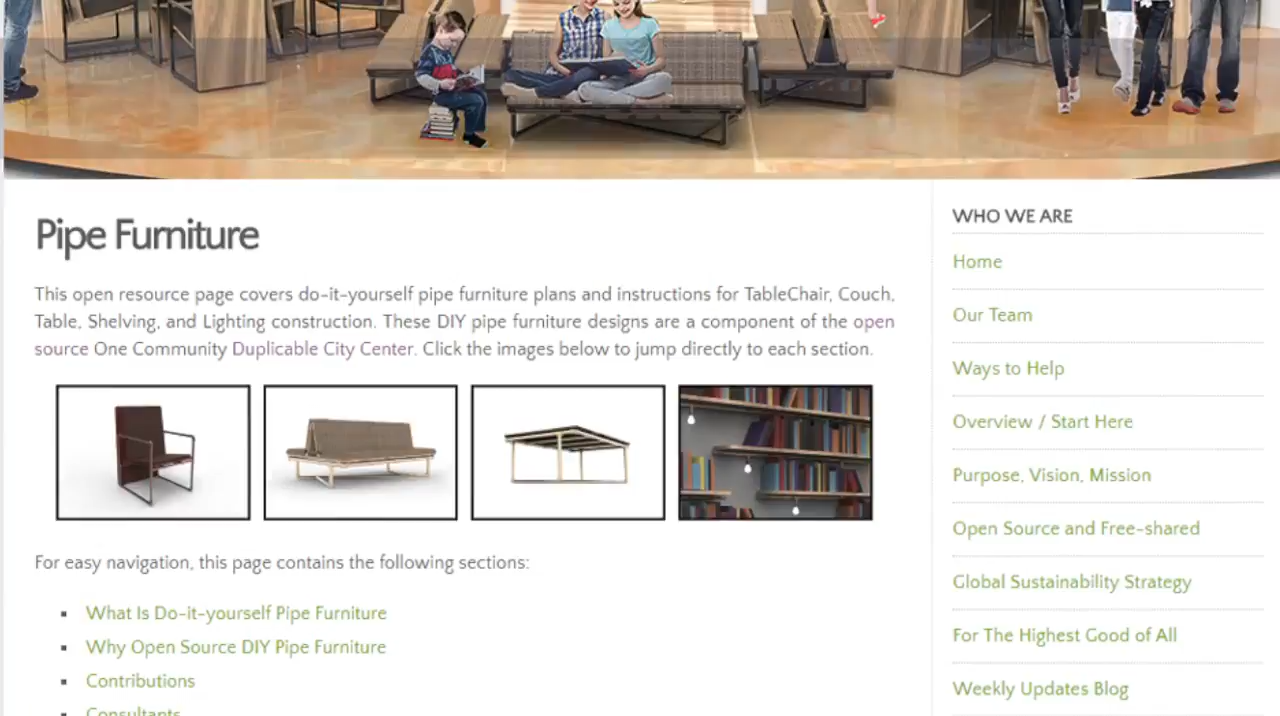 Pipe Furniture
This open resource page covers do-it-yourself pipe furniture plans and instructions for TableChair, Couch,
Table, Shelving, and Lighting construction. These DIY pipe furniture designs are a component of the open
source One Community Duplicable City Center. Click the images below to jump directly to each section.
For easy navigation, this page contains the following sections:
What Is Do-it-yourself Pipe Furniture
Why Open Source DIY Pipe Furniture
Contributions
Consultants
WHO WE ARE
Home
Our Team
Ways to Help
Overview / Start Here
Purpose, Vision, Mission
Open Source and Free-shared
Global Sustainability Strategy
For The Highest Good of All
Weekly Updates Blog